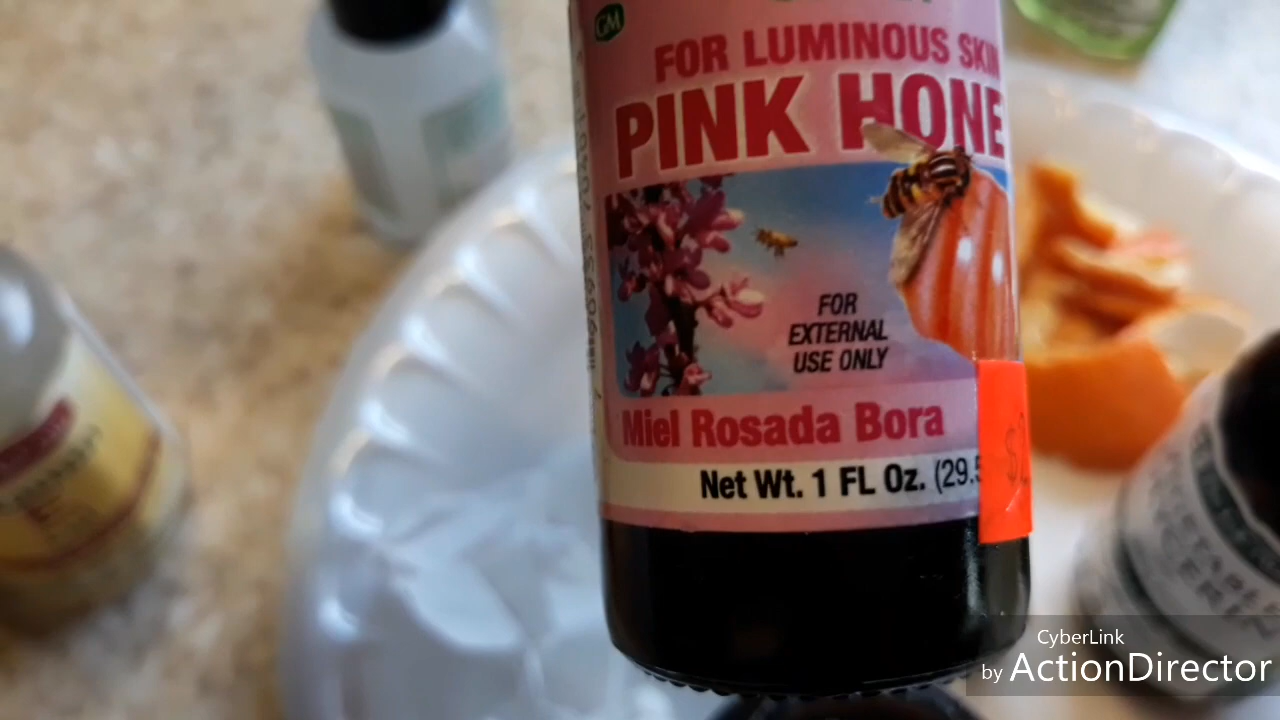 GM
FOR LUMINOUS SKIN
PINK HONE
FOR
EXTERNAL
USE ONLY
Miel Rosada Bora
Net Wt. 1 FL Oz. (29.5
CyberLink
by ActionDirector